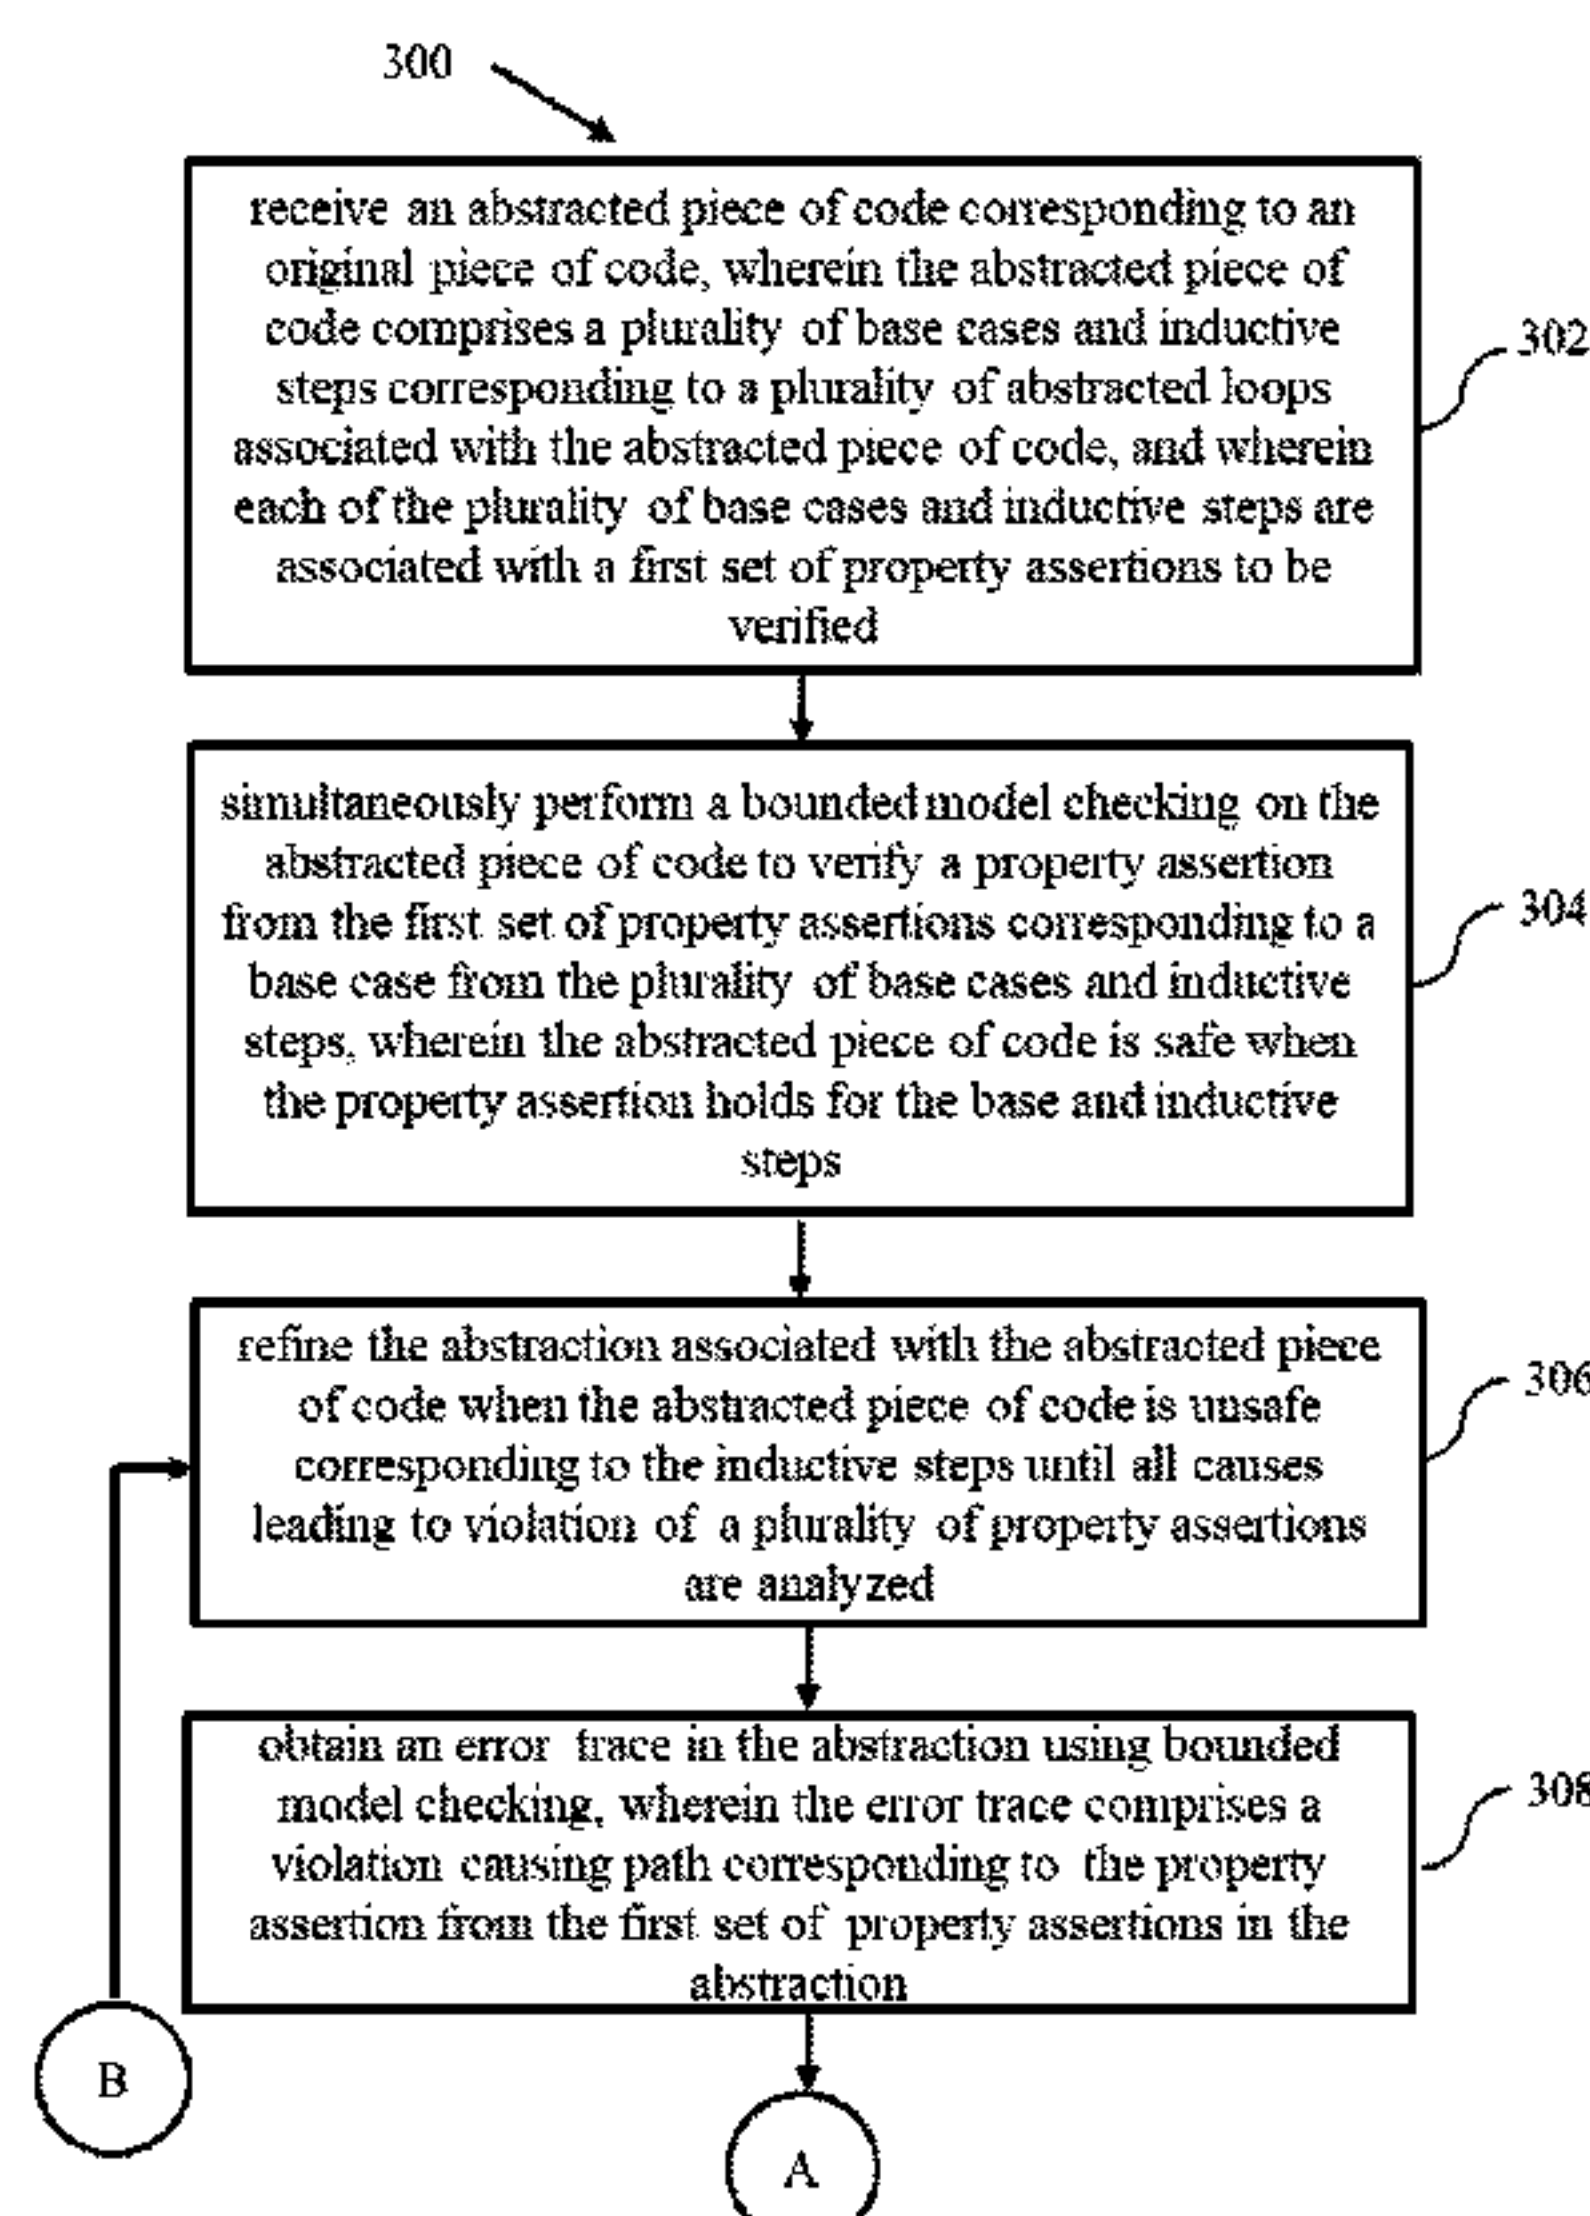 300
receive an abstracted piece of code corresponding to an
original piece of code, wherein the abstracted piece of
code comprises a plurality of base cases and inductive
steps corresponding to a plurality of abstracted loops
associated with the abstracted piece of code, and wherein
each of the plurality of base cases and inductive steps are
associated with a first set of property assertions to be
verified
302
simultaneously perform a bounded model checking on the
abstracted piece of code to verify a property assertion
from the first set of property assertions corresponding to a
base case from the plurality of base cases and inductive
steps, wherein the abstracted piece of code is safe when
the property assertion holds for the base and inductive
steps
304
refine the abstraction associated with the abstracted piece
of code when the abstracted piece of code is unsafe
corresponding to the inductive steps until all causes
leading to violation of a plurality of property assertions
are analyzed
306
obtain an error trace in the abstraction using bounded
model checking, wherein the error trace comprises a
violation causing path corresponding to the property
assertion from the first set of property assertions in the
abstraction
308
B
A